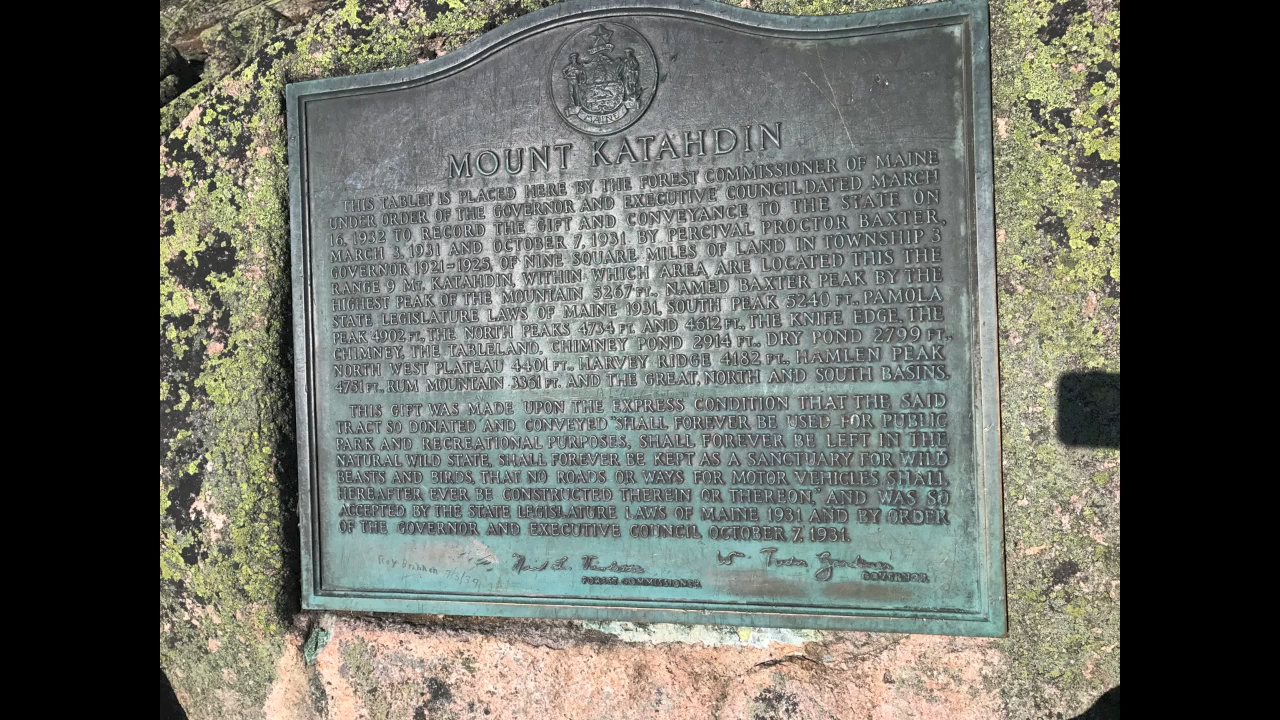 MAINE
MOUNT KATAHDIN
THIS TABLET IS PLACED HERE BY THE FOREST COMMISSIONER OF MAINE
UNDER ORDER OF THE GOVERNOR AND EXECUTIVE COUNCIL, DATED MARCH
16, 1932 TO RECORD THE GIFT AND CONVEYANCE TO THE STATE ON
MARCH 3, 1931 AND OCTOBER 7, 1931 BY PERCIVAL PROCTOR BAXTER,
GOVERNOR 1921-1925, OF NINE SQUARE MILES OF LAND IN TOWNSHIP 3
RANGE 9 MT. KATAHDIN, WITHIN WHICH AREA ARE LOCATED THIS THE
HIGHEST PEAK OF THE MOUNTAIN 5267 FT., NAMED BAXTER PEAK BY THE
STATE LEGISLATURE LAWS OF MAINE 1931, SOUTH PEAK 5240 FT., PAMOLA
PEAK 4902 FT., THE NORTH PEAKS 4734 FT. AND 4612 FT., THE KNIFE EDGE, THE
CHIMNEY, THE TABLELAND, CHIMNEY POND 2914 FT., DRY POND 2799 FT.,
NORTH WEST PLATEAU 4401 FT., HARVEY RIDGE 4182 FT., HAMLEN PEAK
4751 FT., RUM MOUNTAIN 3361 FT. AND THE GREAT, NORTH AND SOUTH BASINS.
THIS GIFT WAS MADE UPON THE EXPRESS CONDITION THAT THE SAID
TRACT SO DONATED AND CONVEYED "SHALL FOREVER BE USED FOR PUBLIC
PARK AND RECREATIONAL PURPOSES, SHALL FOREVER BE LEFT IN THE
NATURAL WILD STATE, SHALL FOREVER BE KEPT AS A SANCTUARY FOR WILD
BEASTS AND BIRDS, THAT NO ROADS OR WAYS FOR MOTOR VEHICLES SHALL
HEREAFTER EVER BE CONSTRUCTED THEREIN OR THEREON," AND WAS SO
ACCEPTED BY THE STATE LEGISLATURE LAWS OF MAINE 1931 AND BY ORDER
OF THE GOVERNOR AND EXECUTIVE COUNCIL OCTOBER 7, 1931.
Wm Tudor Gardiner
FOREST COMMISSIONER. GOVERNOR.